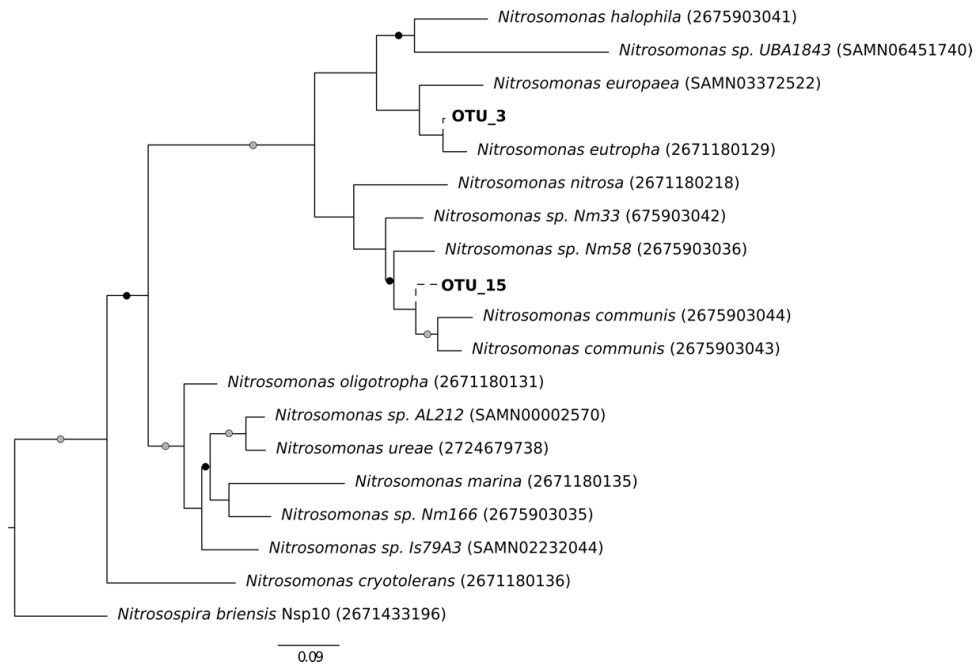 Nitrosomonas halophila (2675903041)
Nitrosomonas sp. UBA1843 (SAMN06451740)
Nitrosomonas europaea (SAMN03372522)
OTU_3
Nitrosomonas eutropha (2671180129)
Nitrosomonas nitrosa (2671180218)
Nitrosomonas sp. Nm33 (675903042)
Nitrosomonas sp. Nm58 (2675903036)
OTU_15
Nitrosomonas communis (2675903044)
Nitrosomonas communis (2675903043)
Nitrosomonas oligotropha (2671180131)
Nitrosomonas sp. AL212 (SAMN00002570)
Nitrosomonas ureae (2724679738)
Nitrosomonas marina (2671180135)
Nitrosomonas sp. Nm166 (2675903035)
Nitrosomonas sp. Is79A3 (SAMN02232044)
Nitrosomonas cryotolerans (2671180136)
Nitrosospira briensis Nsp10 (2671433196)
0.09